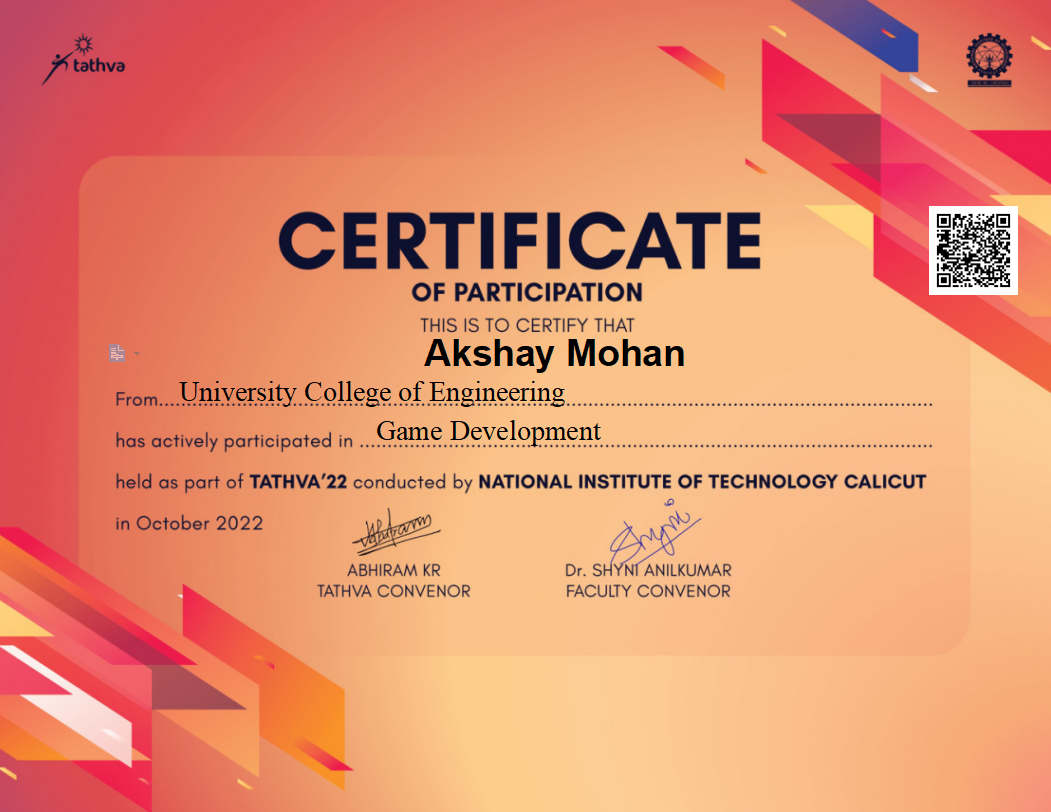 tathva
CERTIFICATE
OF PARTICIPATION
THIS IS TO CERTIFY THAT
Akshay Mohan
From University College of Engineering
has actively participated in Game Development
held as part of TATHVA'22 conducted by NATIONAL INSTITUTE OF TECHNOLOGY CALICUT
in October 2022
ABHIRAM KR
TATHVA CONVENOR
Dr. SHYNI ANILKUMAR
FACULTY CONVENOR